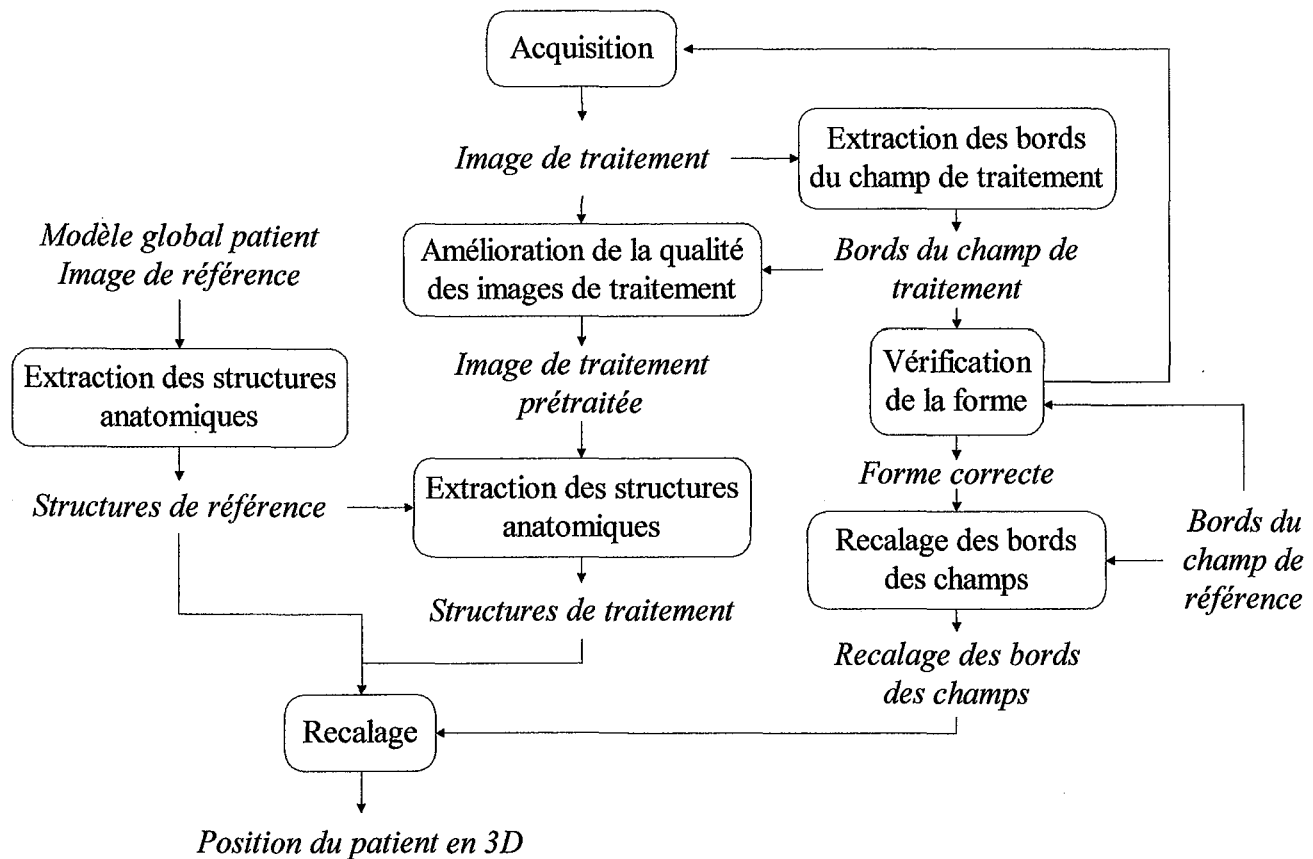 Acquisition
Image de traitement
Extraction des bords
du champ de traitement
Modèle global patient
Image de référence
Amélioration de la qualité
des images de traitement
Bords du champ de
traitement
Extraction des structures
anatomiques
Image de traitement
prétraitée
Vérification
de la forme
Structures de référence
Extraction des structures
anatomiques
Forme correcte
Recalage des bords
des champs
Bords du
champ de
référence
Structures de traitement
Recalage des bords
des champs
Recalage
Position du patient en 3D